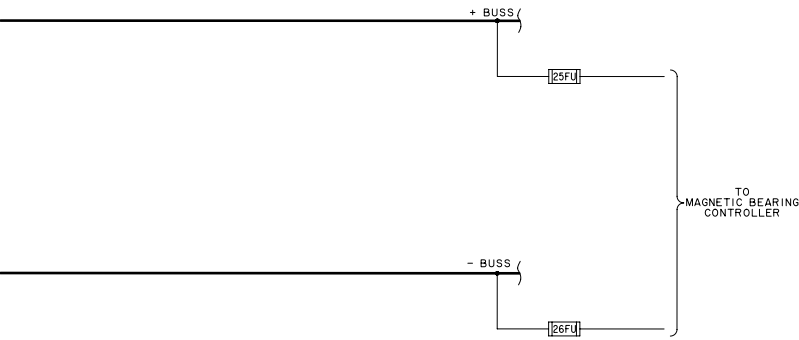 + BUSS
25FU
TO
MAGNETIC BEARING
CONTROLLER
- BUSS
26FU